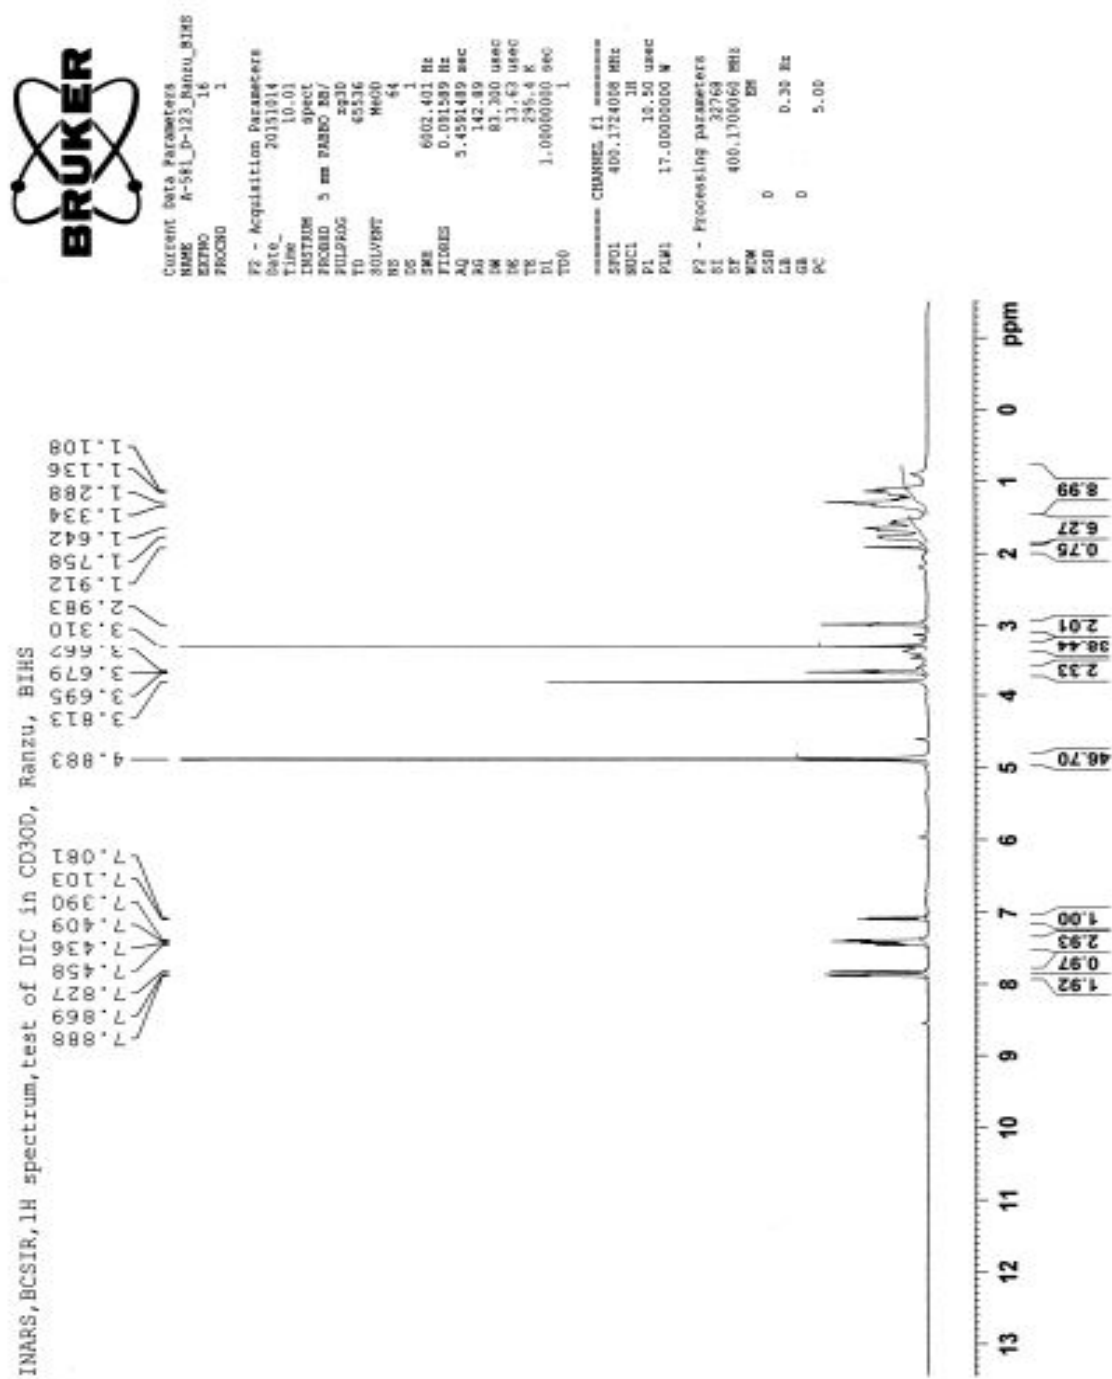 INARS,BCSIR,1H spectrum,test of DIC in CD3OD, Ranzu, BIHS
BRUKER
Current Data Parameters
NAME A-581_D-123_Ranzu_BIHS
EXPNO 16
PROCNO 1
F2 - Acquisition Parameters
Date_ 20151014
Time 10.01
INSTRUM spect
PROBHD 5 mm PABBO BB/
PULPROG zg30
TD 65536
SOLVENT MeOD
NS 64
DS 1
SWH 6002.401 Hz
FIDRES 0.091589 Hz
AQ 5.4591489 sec
RG 142.89
DW 83.300 usec
DE 13.63 usec
TE 295.4 K
D1 1.00000000 sec
TD0 1
======== CHANNEL f1 ========
SFO1 400.1724008 MHz
NUC1 1H
P1 10.50 usec
PLW1 17.00000000 W
F2 - Processing parameters
SI 32768
SF 400.1700060 MHz
WDW EM
SSB 0
LB 0.30 Hz
GB 0
PC 5.00
7.888
7.869
7.827
7.458
7.436
7.409
7.390
7.103
7.081
4.883
3.813
3.695
3.679
3.662
3.310
2.983
1.912
1.758
1.642
1.334
1.288
1.136
1.108
13 12 11 10 9 8 7 6 5 4 3 2 1 0 ppm
1.92
0.97
2.93
1.00
46.70
2.33
38.44
2.01
0.75
6.27
8.99